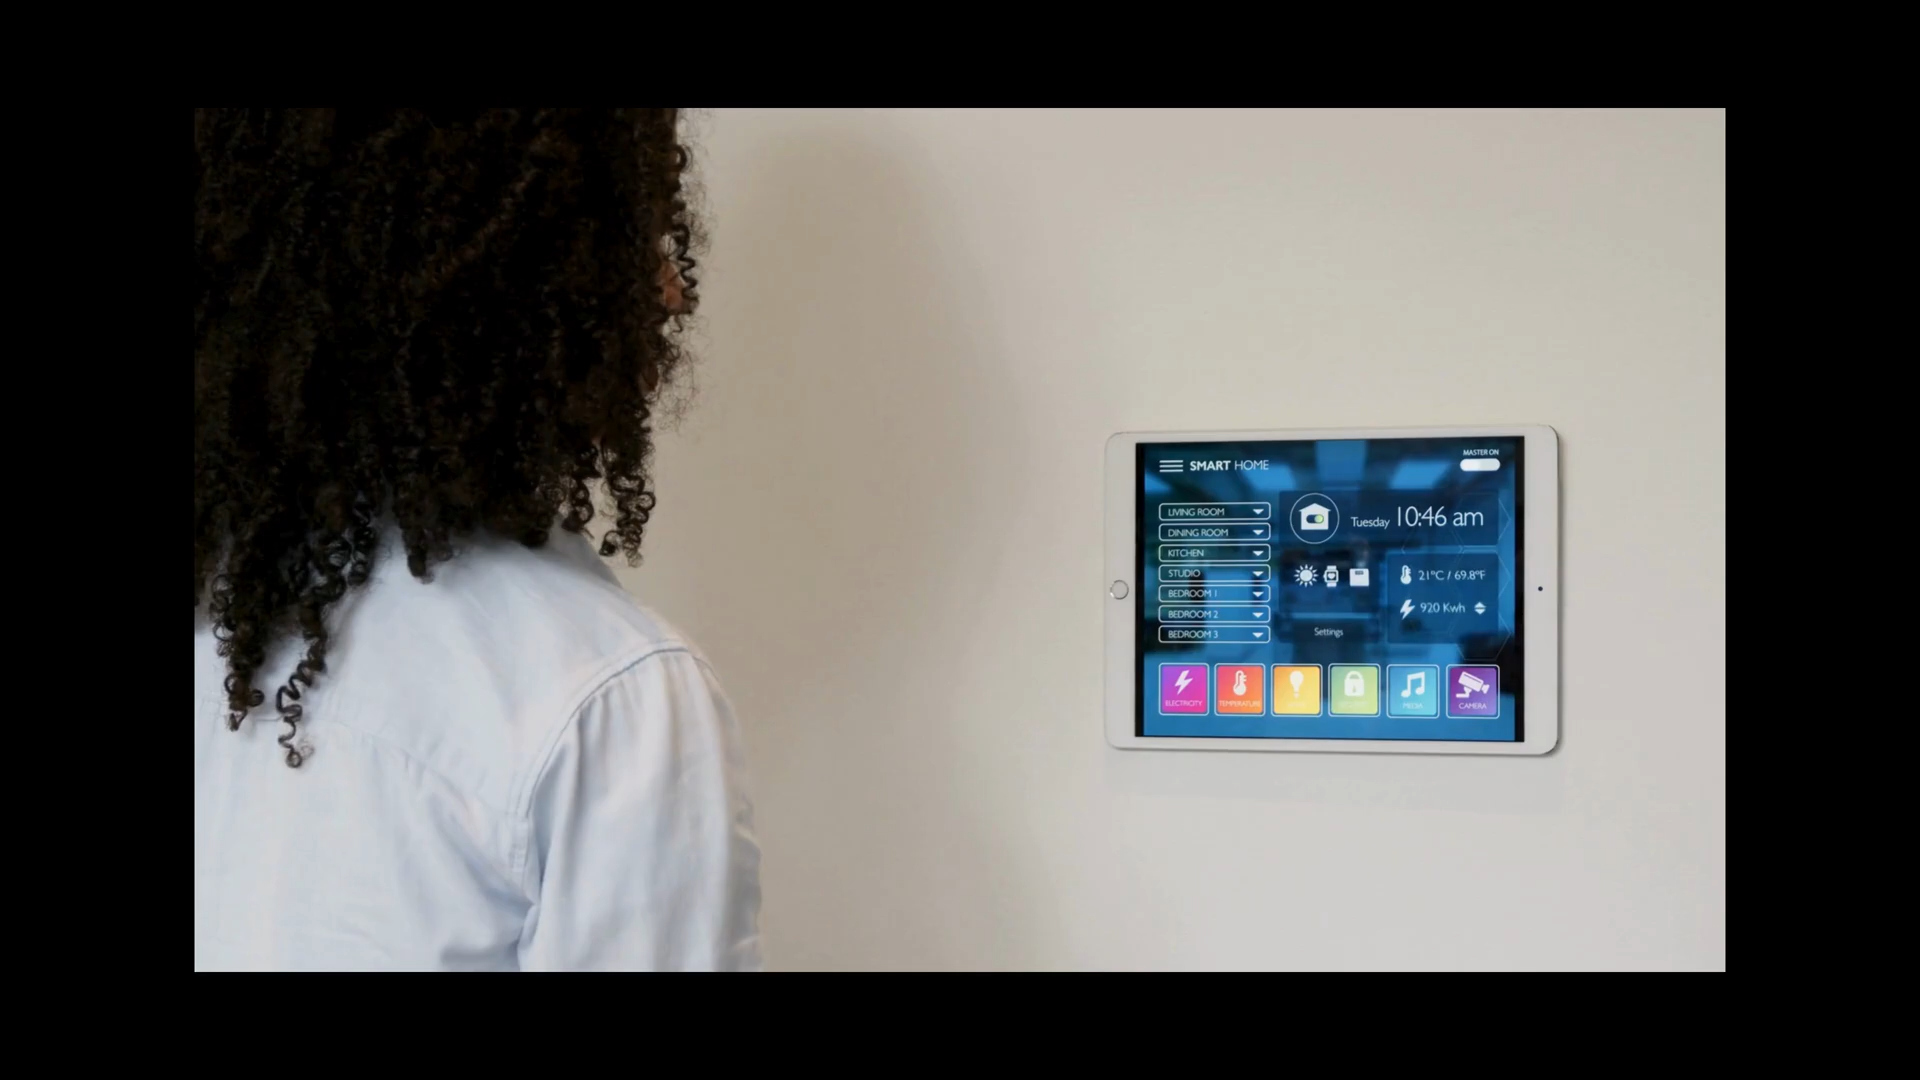 SMART HOME
MASTER ON
LIVING ROOM
DINING ROOM
KITCHEN
STUDIO
BEDROOM 1
BEDROOM 2
BEDROOM 3
Tuesday 10:46 am
21°C / 69.8°F
920 Kwh
Settings
ELECTRICITY
TEMPERATURE
MEDIA
CAMERA